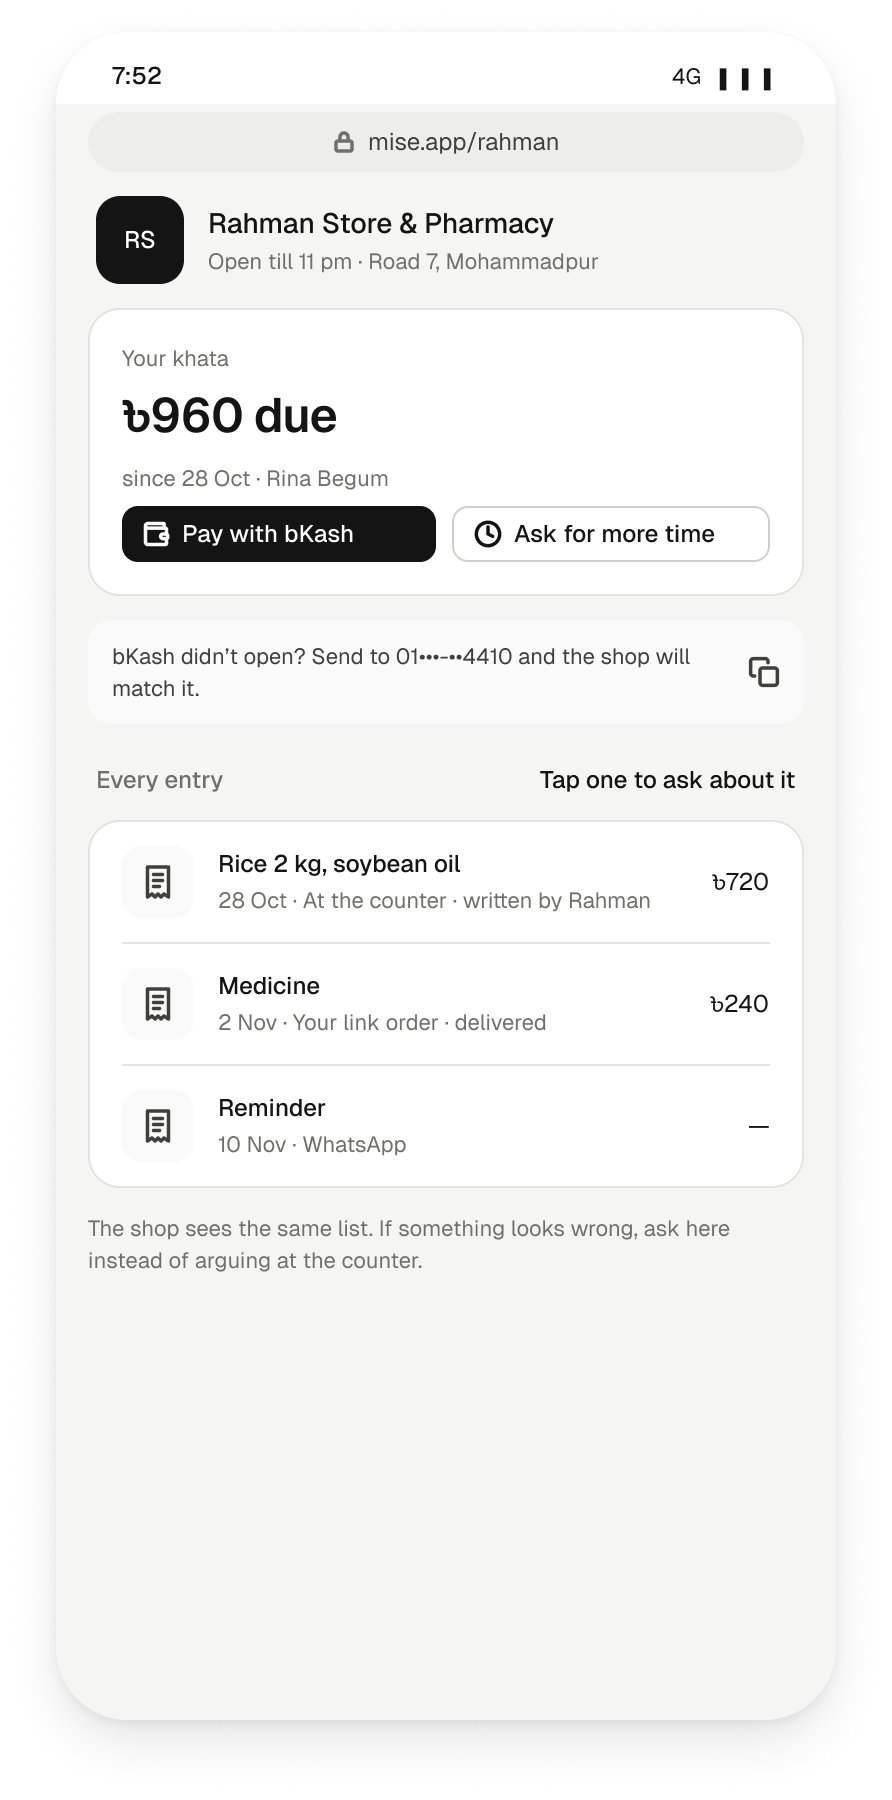 7:52
4G
mise.app/rahman
RS
Rahman Store & Pharmacy
Open till 11 pm · Road 7, Mohammadpur
Your khata
৳960 due
since 28 Oct · Rina Begum
Pay with bKash
Ask for more time
bKash didn’t open? Send to 01•••-••4410 and the shop will
match it.
Every entry
Tap one to ask about it
Rice 2 kg, soybean oil
28 Oct · At the counter · written by Rahman
৳720
Medicine
2 Nov · Your link order · delivered
৳240
Reminder
10 Nov · WhatsApp
—
The shop sees the same list. If something looks wrong, ask here
instead of arguing at the counter.